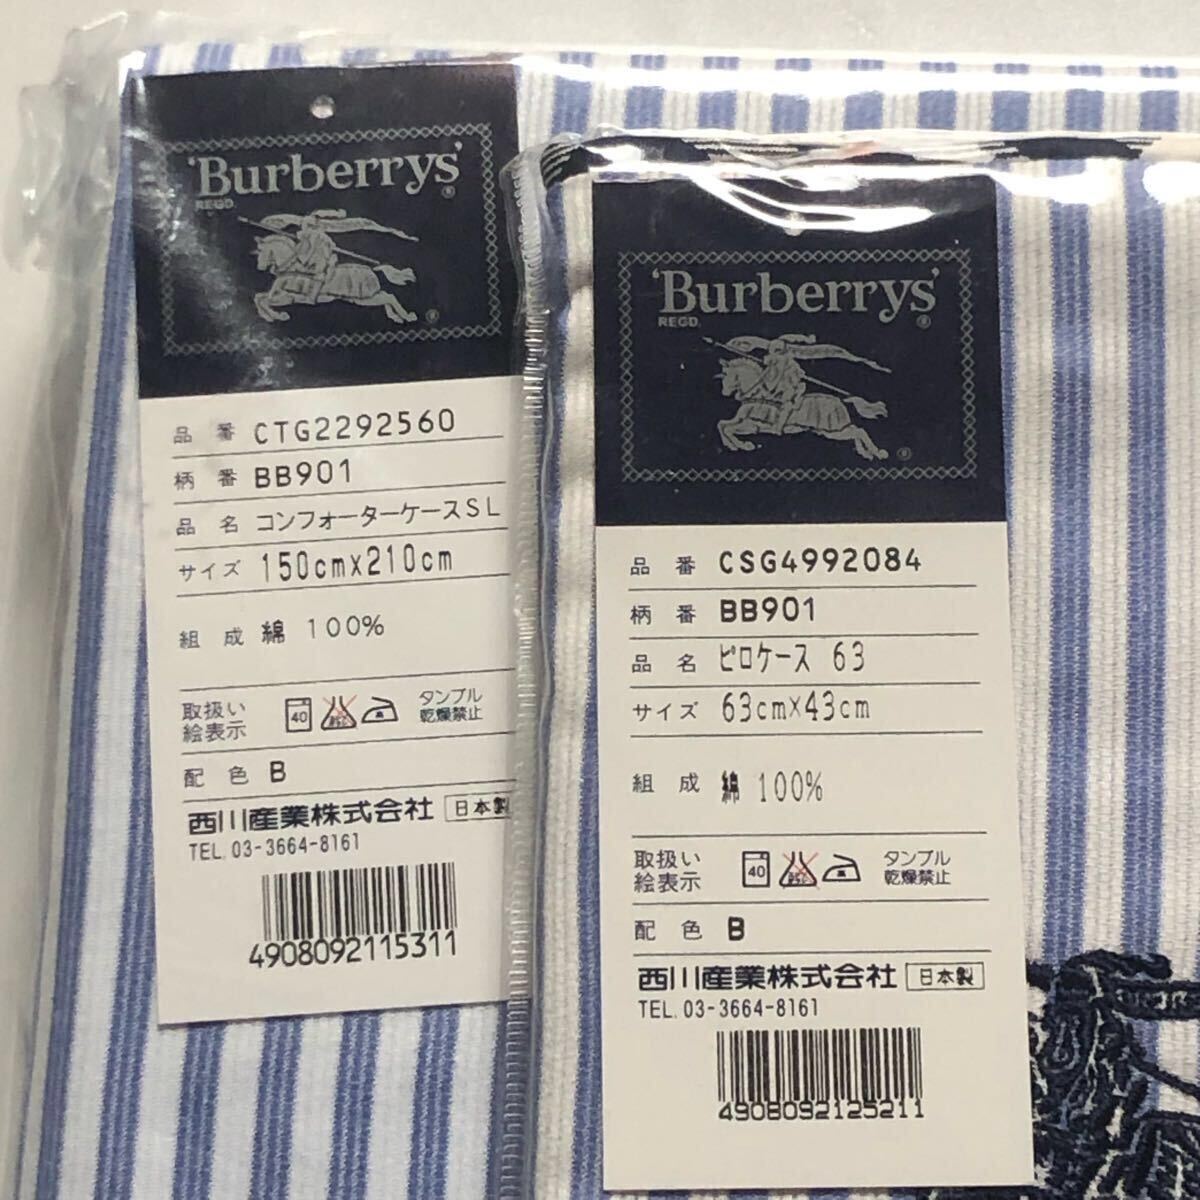 'Burberrys'
REGD.
®
®
品番 CTG2292560
柄番 BB901
品名 コンフォーターケースSL
サイズ 150cm×210cm
組成 綿 100%
取扱い
絵表示
40
タンブル
乾燥禁止
配色 B
西川産業株式会社 日本製
TEL. 03-3664-8161
4908092115311
'Burberrys'
REGD.
®
®
品番 CSG4992084
柄番 BB901
品名 ピロケース 63
サイズ 63cm×43cm
組成 綿 100%
取扱い
絵表示
40
タンブル
乾燥禁止
配色 B
西川産業株式会社 日本製
TEL. 03-3664-8161
4908092125211